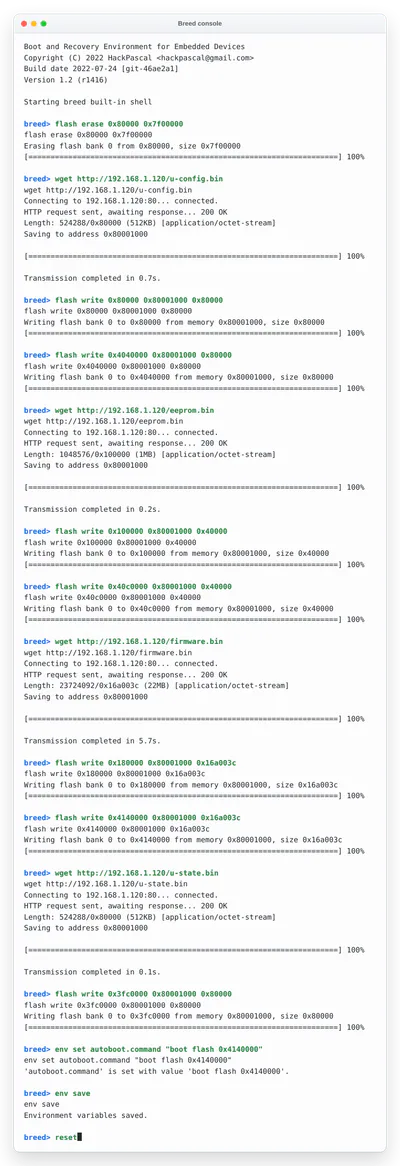 Breed console
Boot and Recovery Environment for Embedded Devices
Copyright (C) 2022 HackPascal <hackpascal@gmail.com>
Build date 2022-07-24 [git-46ae2a1]
Version 1.2 (r1416)
Starting breed built-in shell
breed> flash erase 0x80000 0x7f00000
flash erase 0x80000 0x7f00000
Erasing flash bank 0 from 0x80000, size 0x7f00000
[======================================================================] 100%
breed> wget http://192.168.1.120/u-config.bin
wget http://192.168.1.120/u-config.bin
Connecting to 192.168.1.120:80... connected.
HTTP request sent, awaiting response... 200 OK
Length: 524288/0x80000 (512KB) [application/octet-stream]
Saving to address 0x80001000
[======================================================================] 100%
Transmission completed in 0.7s.
breed> flash write 0x80000 0x80001000 0x80000
flash write 0x80000 0x80001000 0x80000
Writing flash bank 0 to 0x80000 from memory 0x80001000, size 0x80000
[======================================================================] 100%
breed> flash write 0x4040000 0x80001000 0x80000
flash write 0x4040000 0x80001000 0x80000
Writing flash bank 0 to 0x4040000 from memory 0x80001000, size 0x80000
[======================================================================] 100%
breed> wget http://192.168.1.120/eeprom.bin
wget http://192.168.1.120/eeprom.bin
Connecting to 192.168.1.120:80... connected.
HTTP request sent, awaiting response... 200 OK
Length: 1048576/0x100000 (1MB) [application/octet-stream]
Saving to address 0x80001000
[======================================================================] 100%
Transmission completed in 0.2s.
breed> flash write 0x100000 0x80001000 0x40000
flash write 0x100000 0x80001000 0x40000
Writing flash bank 0 to 0x100000 from memory 0x80001000, size 0x40000
[======================================================================] 100%
breed> flash write 0x40c0000 0x80001000 0x40000
flash write 0x40c0000 0x80001000 0x40000
Writing flash bank 0 to 0x40c0000 from memory 0x80001000, size 0x40000
[======================================================================] 100%
breed> wget http://192.168.1.120/firmware.bin
wget http://192.168.1.120/firmware.bin
Connecting to 192.168.1.120:80... connected.
HTTP request sent, awaiting response... 200 OK
Length: 23724092/0x16a003c (22MB) [application/octet-stream]
Saving to address 0x80001000
[======================================================================] 100%
Transmission completed in 5.7s.
breed> flash write 0x180000 0x80001000 0x16a003c
flash write 0x180000 0x80001000 0x16a003c
Writing flash bank 0 to 0x180000 from memory 0x80001000, size 0x16a003c
[======================================================================] 100%
breed> flash write 0x4140000 0x80001000 0x16a003c
flash write 0x4140000 0x80001000 0x16a003c
Writing flash bank 0 to 0x4140000 from memory 0x80001000, size 0x16a003c
[======================================================================] 100%
breed> wget http://192.168.1.120/u-state.bin
wget http://192.168.1.120/u-state.bin
Connecting to 192.168.1.120:80... connected.
HTTP request sent, awaiting response... 200 OK
Length: 524288/0x80000 (512KB) [application/octet-stream]
Saving to address 0x80001000
[======================================================================] 100%
Transmission completed in 0.1s.
breed> flash write 0x3fc0000 0x80001000 0x80000
flash write 0x3fc0000 0x80001000 0x80000
Writing flash bank 0 to 0x3fc0000 from memory 0x80001000, size 0x80000
[======================================================================] 100%
breed> env set autoboot.command "boot flash 0x4140000"
env set autoboot.command "boot flash 0x4140000"
'autoboot.command' is set with value 'boot flash 0x4140000'.
breed> env save
env save
Environment variables saved.
breed> reset